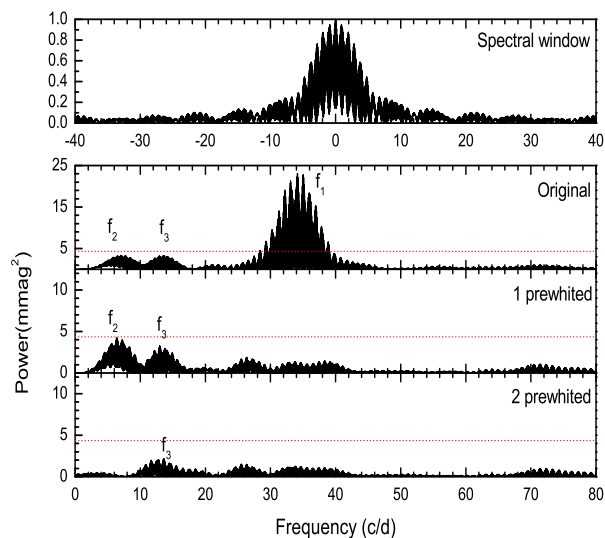 Spectral window
1.0
0.8
0.6
0.4
0.2
0.0
-40 -30 -20 -10 0 10 20 30 40
Original
25
15
5
f1
f2 f3
1 prewhited
10
5
0
f2 f3
2 prewhited
10
5
0
f3
0 10 20 30 40 50 60 70 80
Power(mmag²)
Frequency (c/d)